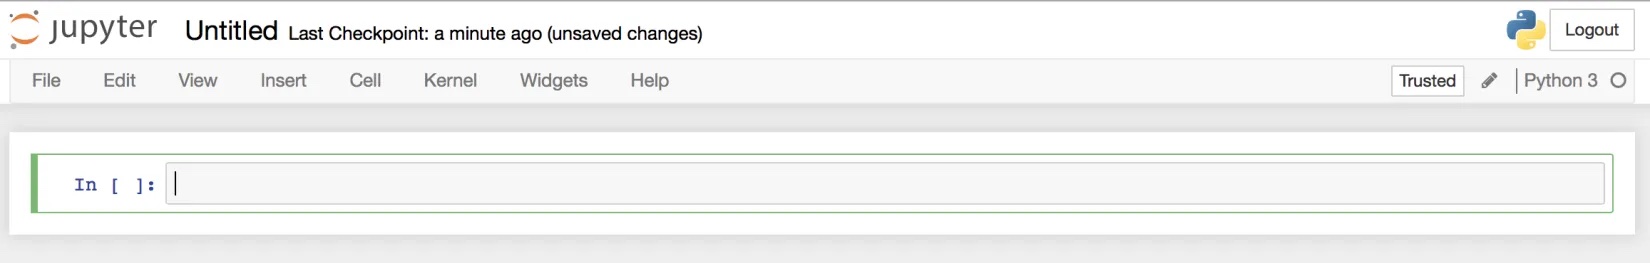 jupyter Untitled Last Checkpoint: a minute ago (unsaved changes) Logout
File Edit View Insert Cell Kernel Widgets Help Trusted Python 3
In [ ]: